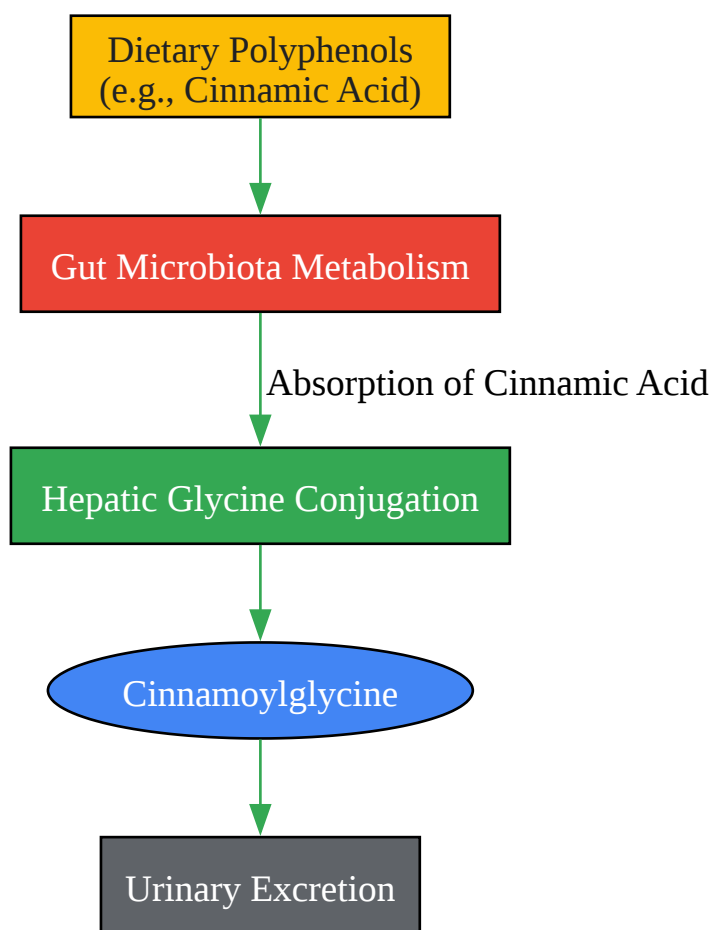 Dietary Polyphenols
(e.g., Cinnamic Acid)
Gut Microbiota Metabolism
Absorption of Cinnamic Acid
Hepatic Glycine Conjugation
Cinnamoylglycine
Urinary Excretion